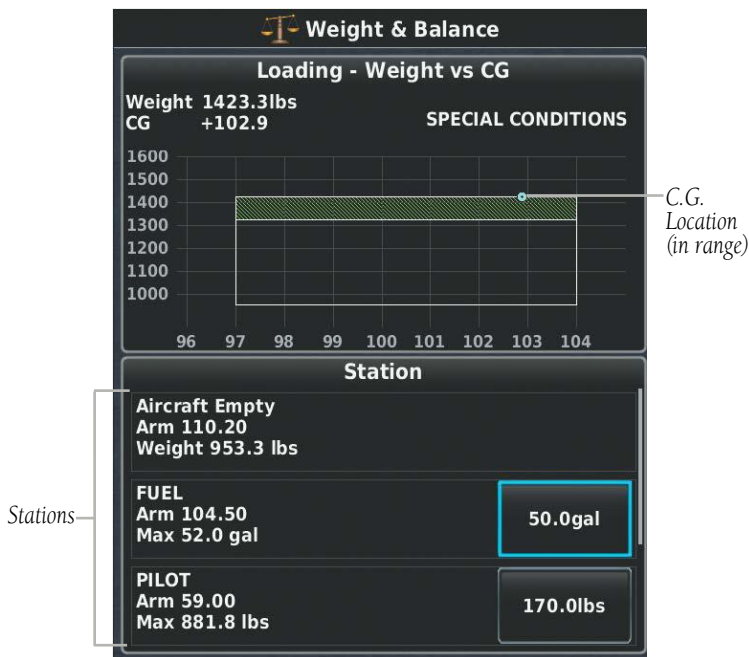 Weight & Balance
Loading - Weight vs CG
Weight 1423.3lbs
CG +102.9
SPECIAL CONDITIONS
1600
1500
1400
1300
1200
1100
1000
96 97 98 99 100 101 102 103 104
C.G.
Location
(in range)
Station
Aircraft Empty
Arm 110.20
Weight 953.3 lbs
Stations
FUEL
Arm 104.50
Max 52.0 gal
50.0gal
PILOT
Arm 59.00
Max 881.8 lbs
170.0lbs